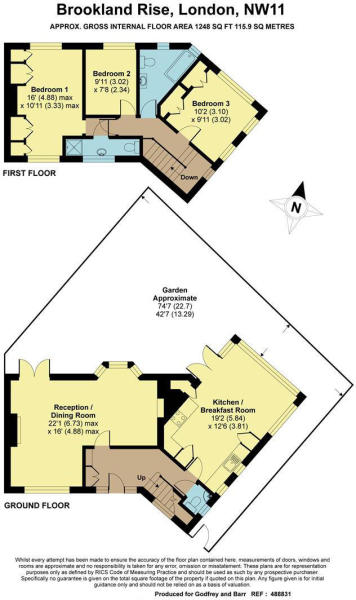 Brookland Rise, London, NW11
APPROX. GROSS INTERNAL FLOOR AREA 1248 SQ FT 115.9 SQ METRES
Bedroom 1
16' (4.88) max
x 10'11 (3.33) max
Bedroom 2
9'11 (3.02)
x 7'8 (2.34)
Bedroom 3
10'2 (3.10)
x 9'11 (3.02)
Down
FIRST FLOOR
N
Garden
Approximate
74'7 (22.7)
42'7 (13.29)
Reception /
Dining Room
22'1 (6.73) max
x 16' (4.88) max
Kitchen /
Breakfast Room
19'2 (5.84)
x 12'6 (3.81)
Up
GROUND FLOOR
Whilst every attempt has been made to ensure the accuracy of the floor plan contained here, measurements of doors, windows and
rooms are approximate and no responsibility is taken for any error, omission or misstatement. These plans are for representation
purposes only as defined by RICS Code of Measuring Practice and should be used as such by any prospective purchaser.
Specifically no guarantee is given on the total square footage of the property if quoted on this plan. Any figure given is for initial
guidance only and should not be relied on as a basis of valuation.
Produced for Godfrey and Barr REF : 488831